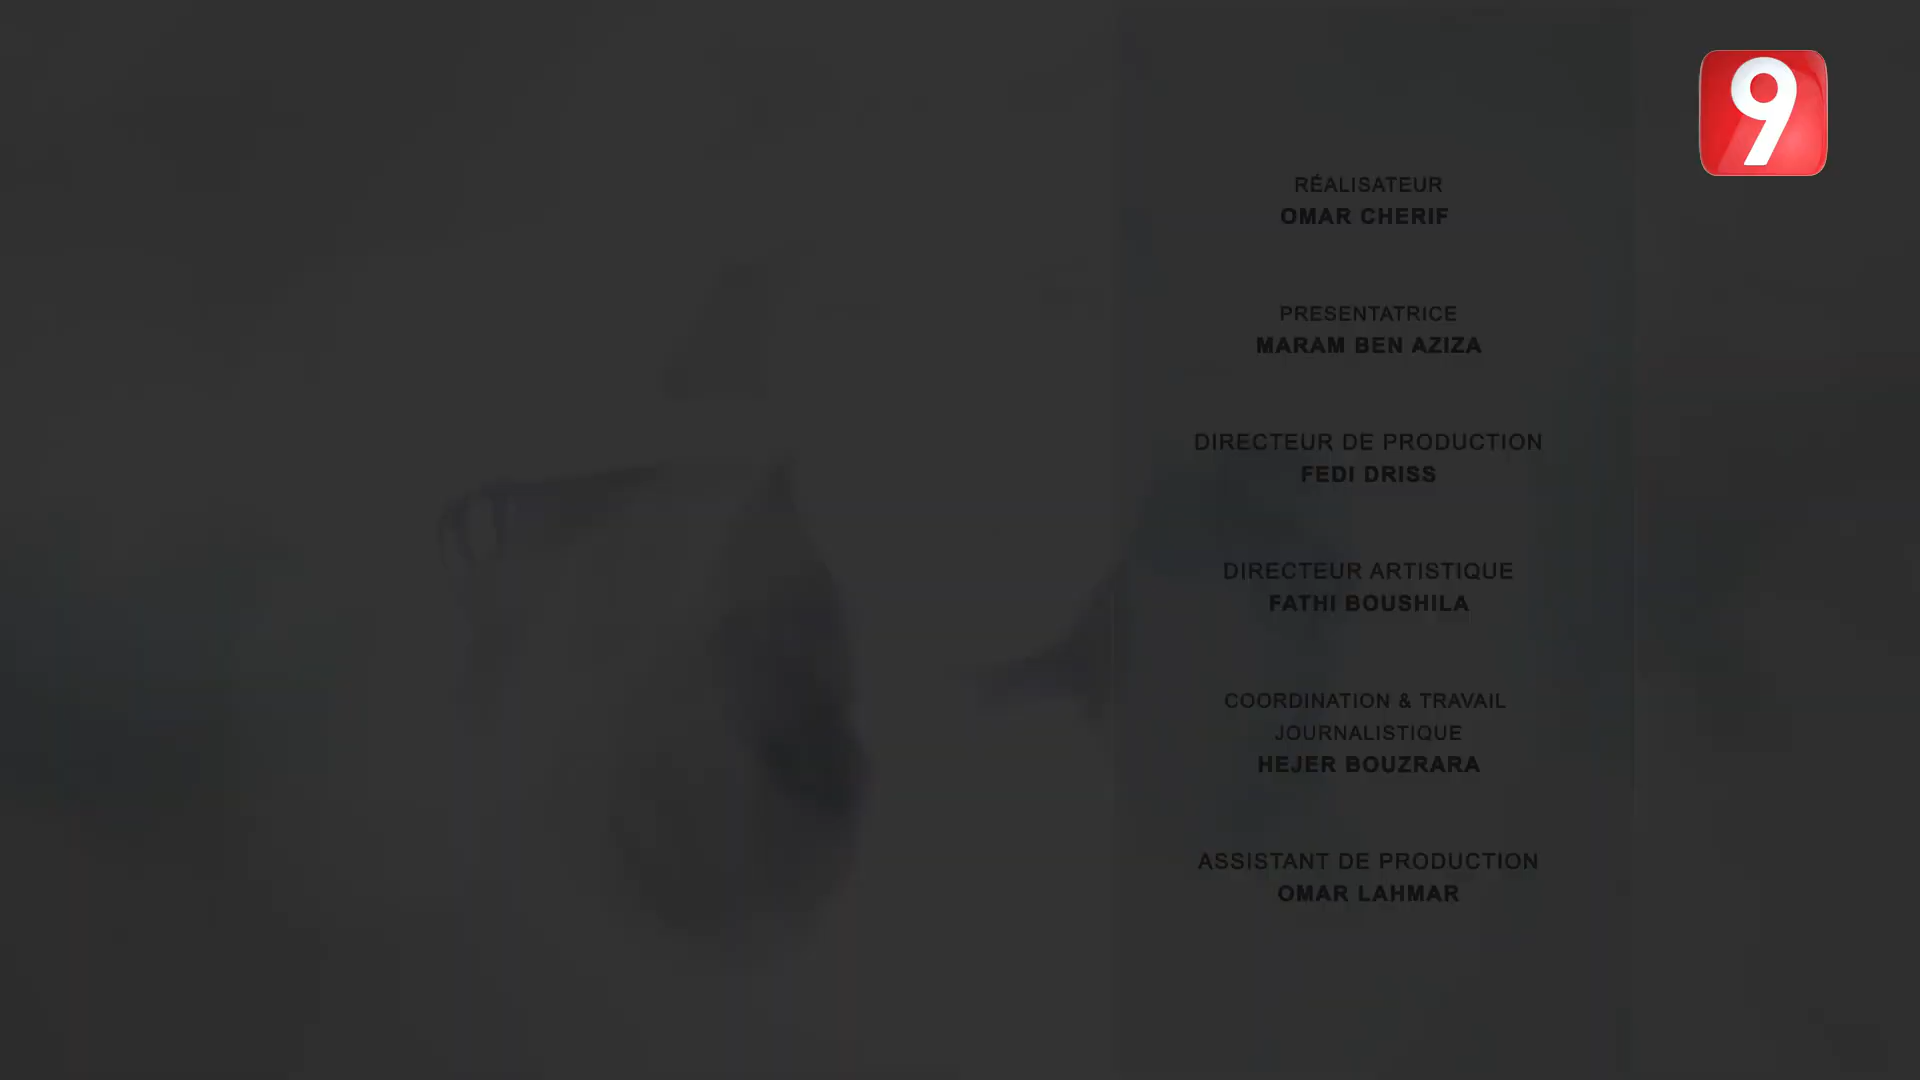 9
RÉALISATEUR
OMAR CHERIF
PRESENTATRICE
MARAM BEN AZIZA
DIRECTEUR DE PRODUCTION
FEDI DRISS
DIRECTEUR ARTISTIQUE
FATHI BOUSHILA
COORDINATION & TRAVAIL
JOURNALISTIQUE
HEJER BOUZRARA
ASSISTANT DE PRODUCTION
OMAR LAHMAR